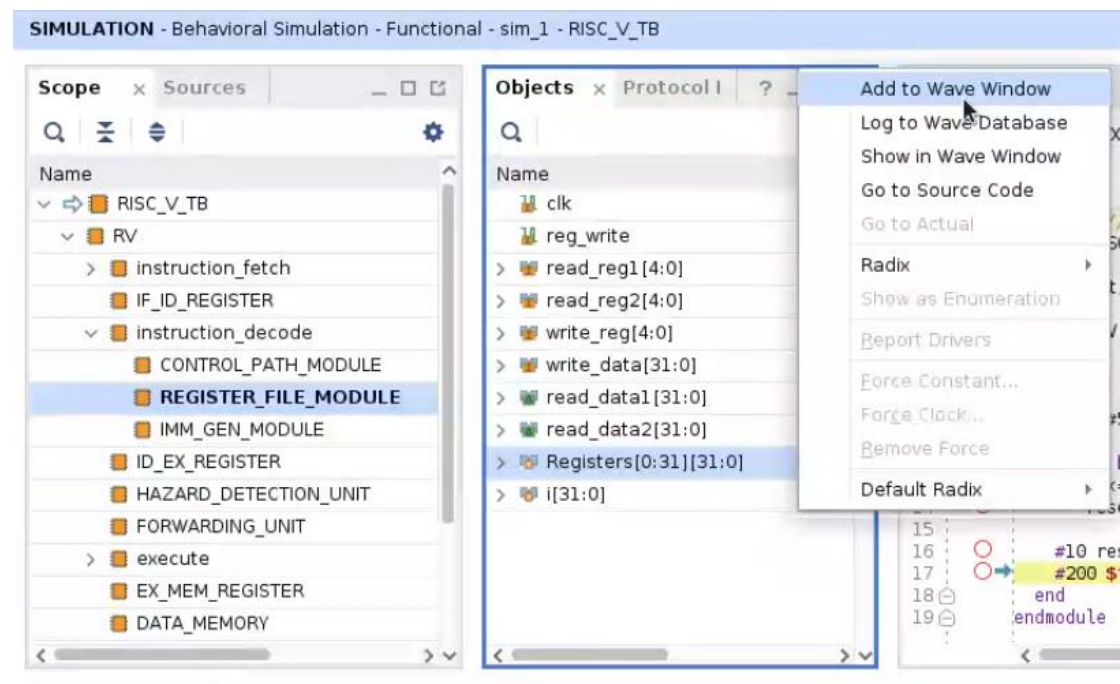 SIMULATION - Behavioral Simulation - Functional - sim_1 - RISC_V_TB
Scope × Sources
Name
RISC_V_TB
RV
instruction_fetch
IF_ID_REGISTER
instruction_decode
CONTROL_PATH_MODULE
REGISTER_FILE_MODULE
IMM_GEN_MODULE
ID_EX_REGISTER
HAZARD_DETECTION_UNIT
FORWARDING_UNIT
execute
EX_MEM_REGISTER
DATA_MEMORY
Objects × Protocol I ?
Name
clk
reg_write
read_reg1[4:0]
read_reg2[4:0]
write_reg[4:0]
write_data[31:0]
read_data1[31:0]
read_data2[31:0]
Registers[0:31][31:0]
i[31:0]
Add to Wave Window
Log to Wave Database
Show in Wave Window
Go to Source Code
Go to Actual
Radix
Show as Enumeration
Report Drivers
Force Constant...
Force Clock...
Remove Force
Default Radix
15
16 #10 res
17 #200 $
18 end
19 endmodule